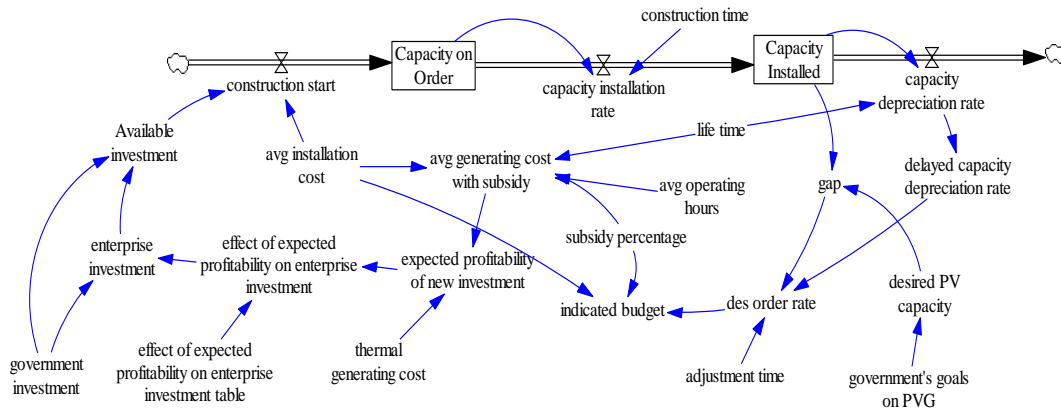 construction time
Capacity on
Order
Capacity
Installed
construction start
capacity installation
rate
capacity
depreciation rate
Available
investment
avg installation
cost
avg generating cost
with subsidy
life time
delayed capacity
depreciation rate
avg operating
hours
gap
enterprise
investment
effect of expected
profitability on enterprise
investment
expected profitability
of new investment
subsidy percentage
indicated budget
des order rate
desired PV
capacity
government
investment
effect of expected
profitability on enterprise
investment table
thermal
generating cost
adjustment time
government's goals
on PVG